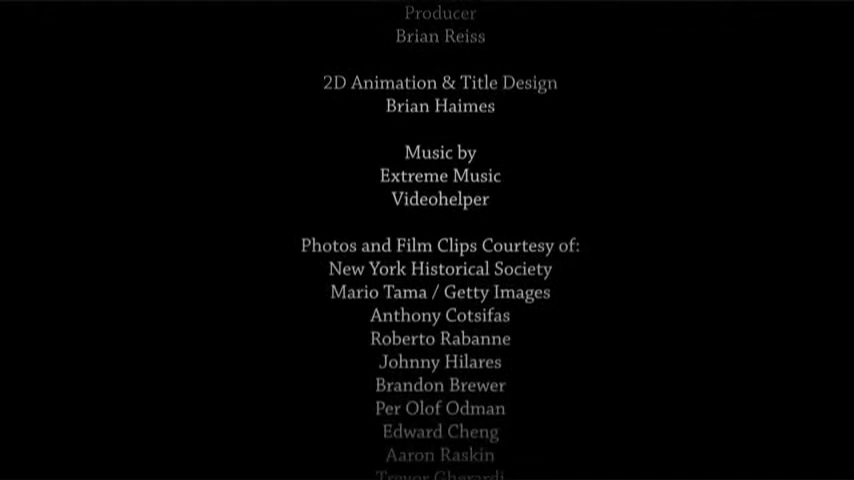 Producer
Brian Reiss
2D Animation & Title Design
Brian Haimes
Music by
Extreme Music
Videohelper
Photos and Film Clips Courtesy of:
New York Historical Society
Mario Tama / Getty Images
Anthony Cotsifas
Roberto Rabanne
Johnny Hilares
Brandon Brewer
Per Olof Odman
Edward Cheng
Aaron Raskin
Trevor Gherardi